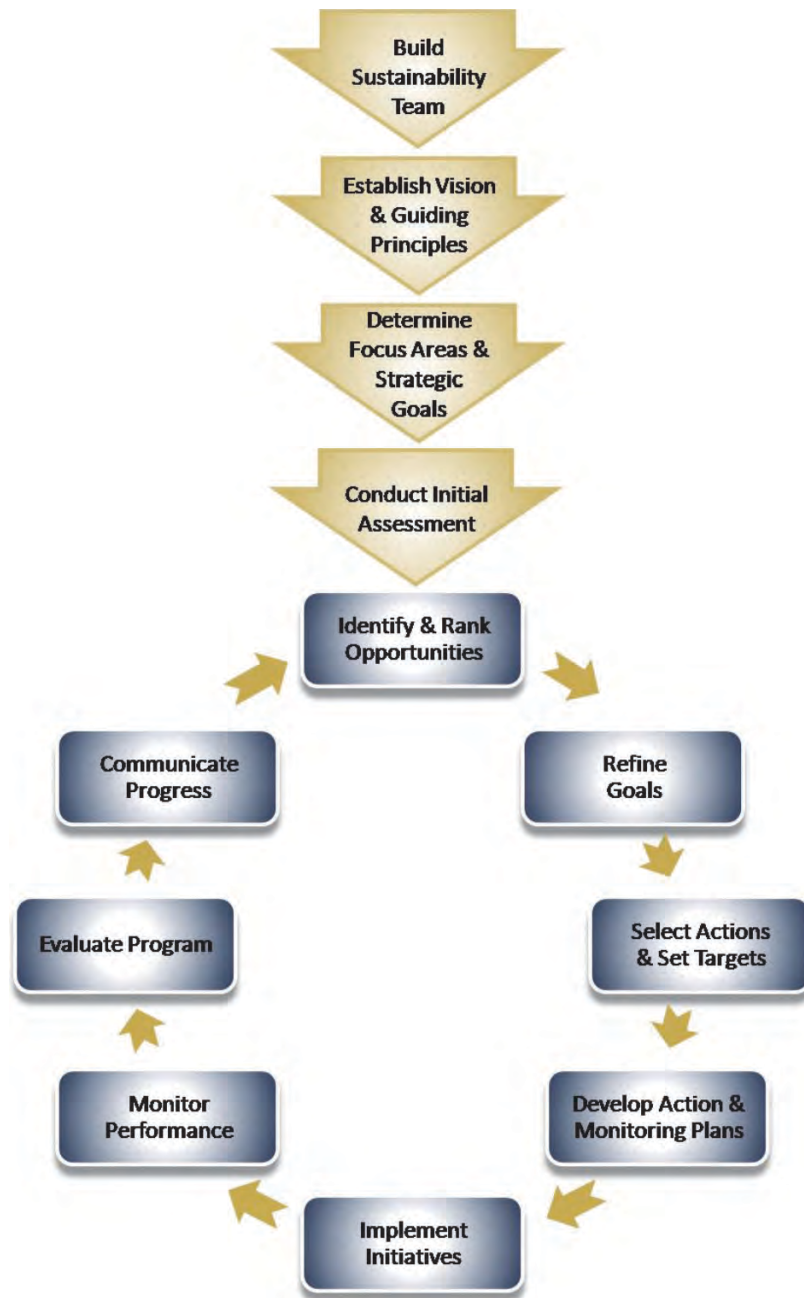 Build
Sustainability
Team
Establish Vision
& Guiding
Principles
Determine
Focus Areas &
Strategic
Goals
Conduct Initial
Assessment
Identify & Rank
Opportunities
Refine
Goals
Select Actions
& Set Targets
Develop Action &
Monitoring Plans
Implement
Initiatives
Monitor
Performance
Evaluate Program
Communicate
Progress